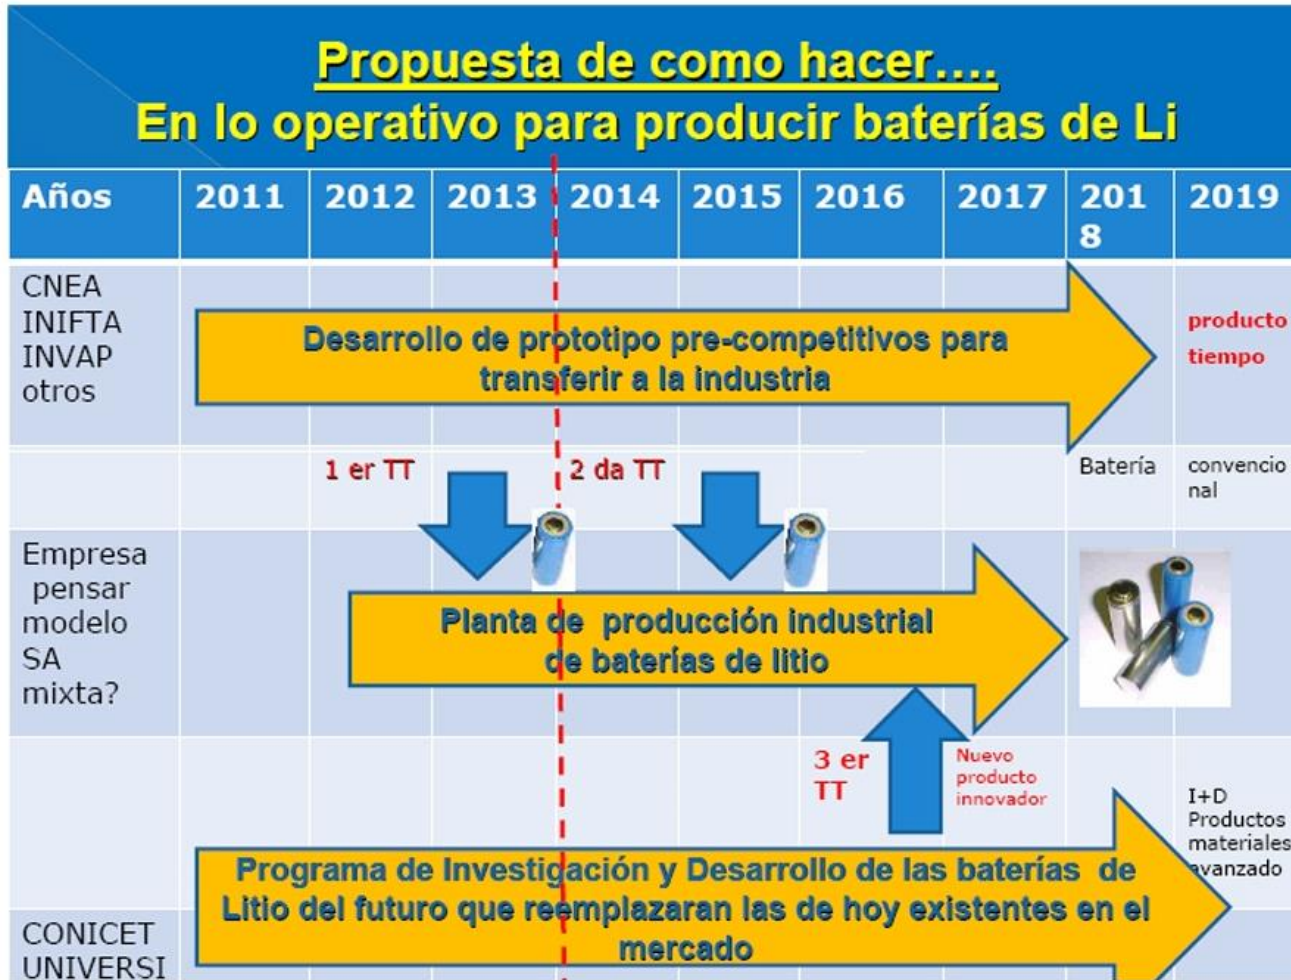 Propuesta de como hacer....
En lo operativo para producir baterías de Li
Años 2011 2012 2013 2014 2015 2016 2017 201 2019
8
CNEA
INIFTA
INVAP
otros
Desarrollo de prototipo pre-competitivos para
transferir a la industria
producto
tiempo
1 er TT
2 da TT
Batería
convencio
nal
Empresa
pensar
modelo
SA
mixta?
Planta de producción industrial
de baterías de litio
3 er
TT
Nuevo
producto
innovador
I+D
Productos
materiales
avanzado
Programa de Investigación y Desarrollo de las baterías de
Litio del futuro que reemplazaran las de hoy existentes en el
mercado
CONICET
UNIVERSI